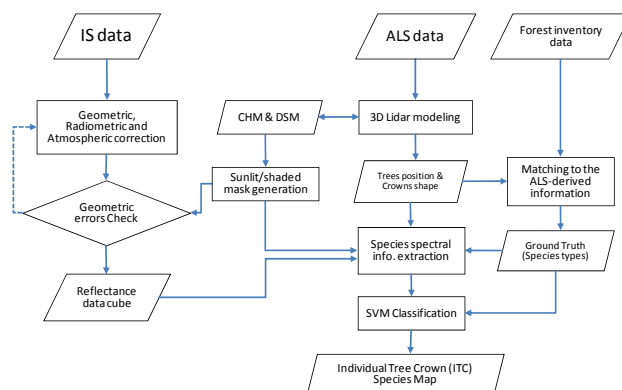 IS data
ALS data
Forest inventory
data
Geometric,
Radiometric and
Atmospheric correction
CHM & DSM
3D Lidar modeling
Sunlit/shaded
mask generation
Trees position &
Crowns shape
Matching to the
ALS-derived
information
Geometric
errors Check
Species spectral
info. extraction
Ground Truth
(Species types)
Reflectance
data cube
SVM Classification
Individual Tree Crown (ITC)
Species Map